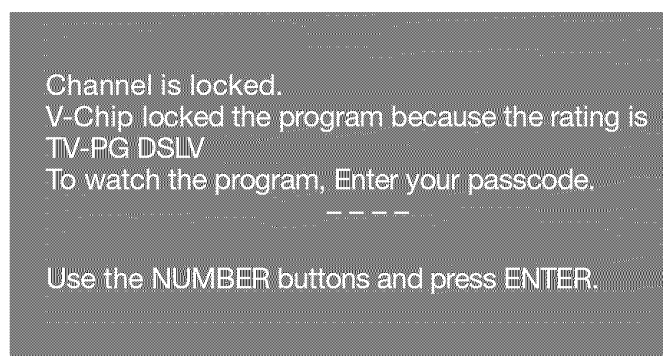 Channel is locked.
V-Chip locked the program because the rating is
TV-PG DSLV
To watch the program, Enter your passcode.
– – – –
Use the NUMBER buttons and press ENTER.